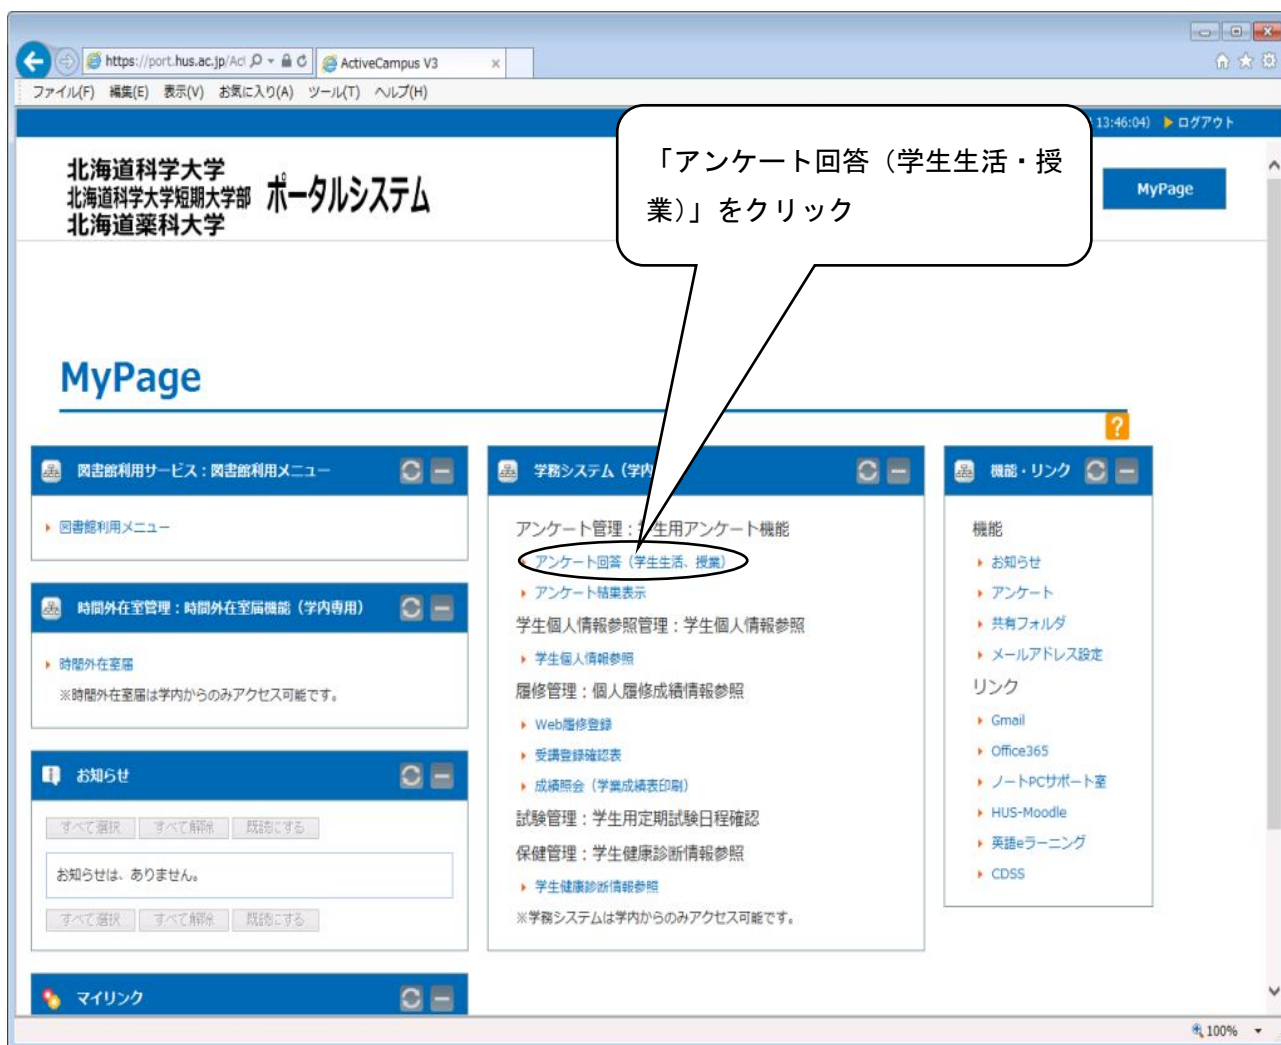 https://port.hus.ac.jp/Act
ActiveCampus V3
ファイル(F) 編集(E) 表示(V) お気に入り(A) ツール(T) ヘルプ(H)
13:46:04) ログアウト
北海道科学大学
北海道科学大学短期大学部
北海道薬科大学
ポータルシステム
MyPage
「アンケート回答（学生生活・授
業）」をクリック
MyPage
?
図書館利用サービス：図書館利用メニュー
図書館利用メニュー
時間外在室管理：時間外在室届機能（学内専用）
時間外在室届
※時間外在室届は学内からのみアクセス可能です。
お知らせ
すべて選択 すべて解除 既読にする
お知らせは、ありません。
すべて選択 すべて解除 既読にする
マイリンク
学務システム（学内
アンケート管理：学生用アンケート機能
アンケート回答（学生生活、授業）
アンケート結果表示
学生個人情報参照管理：学生個人情報参照
学生個人情報参照
履修管理：個人履修成績情報参照
Web履修登録
受講登録確認表
成績照会（学業成績表印刷）
試験管理：学生用定期試験日程確認
保健管理：学生健康診断情報参照
学生健康診断情報参照
※学務システムは学内からのみアクセス可能です。
機能・リンク
機能
お知らせ
アンケート
共有フォルダ
メールアドレス設定
リンク
Gmail
Office365
ノートPCサポート室
HUS-Moodle
英語eラーニング
CDSS
100%